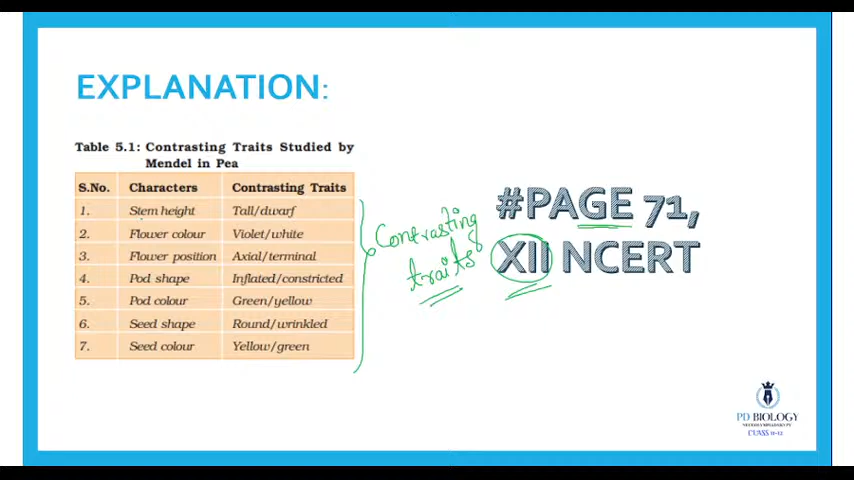 EXPLANATION:
Table 5.1: Contrasting Traits Studied by
Mendel in Pea
S.No. Characters Contrasting Traits
1. Stem height Tall/dwarf
2. Flower colour Violet/white
3. Flower position Axial/terminal
4. Pod shape Inflated/constricted
5. Pod colour Green/yellow
6. Seed shape Round/wrinkled
7. Seed colour Yellow/green
Contrasting
traits
#PAGE 71,
XII NCERT
PD BIOLOGY
CLASS 11-12